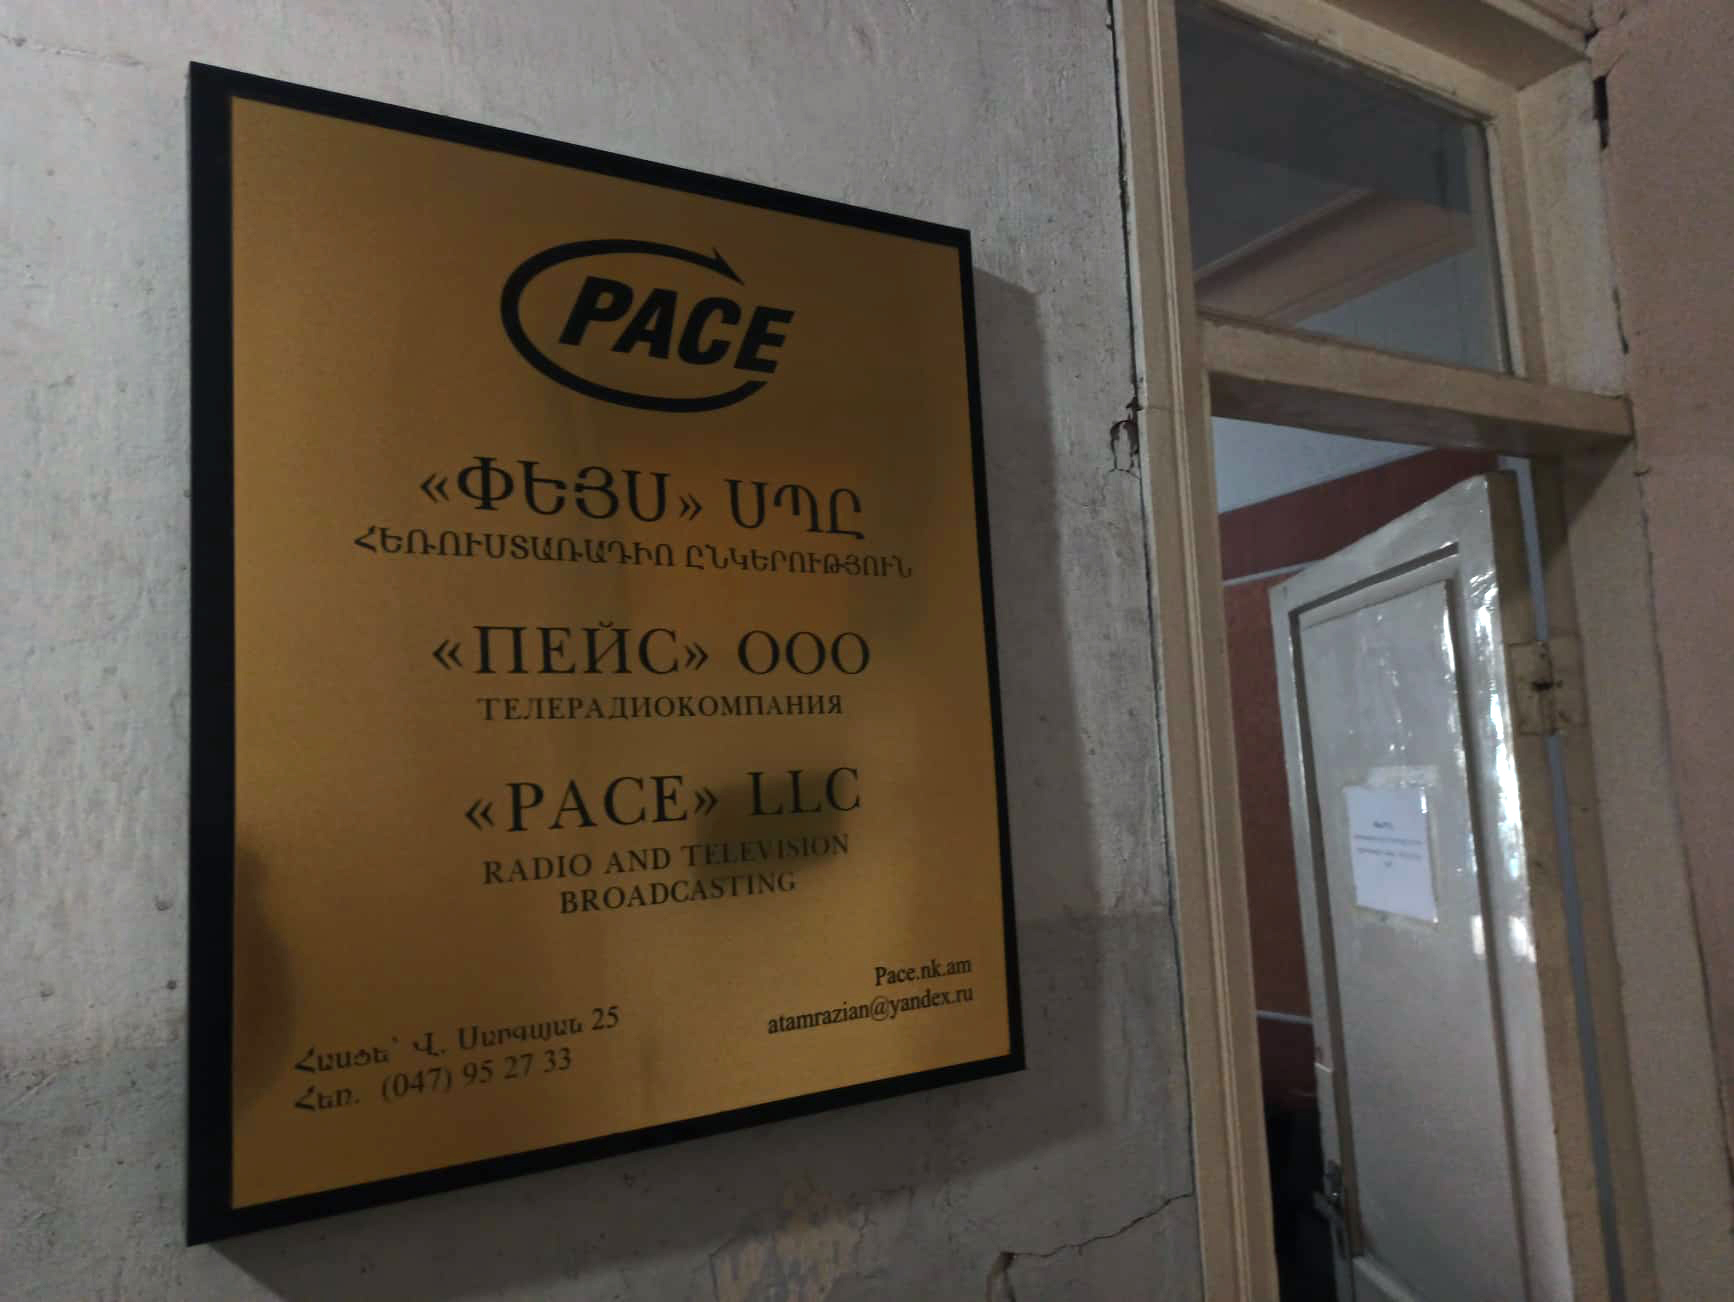 PACE
«ՓԵՅՍ» ՍՊԸ
ՀԵՌՈՒՍՏԱՌԱԴԻՈ ԸՆԿԵՐՈՒԹՅՈՒՆ
«ПЕЙС» ООО
ТЕЛЕРАДИОКОМПАНИЯ
«PACE» LLC
RADIO AND TELEVISION
BROADCASTING
Pace.nk.am
atamrazian@yandex.ru
Հասցե՝ Վ. Սարգսյան 25
Հեռ. (047) 95 27 33